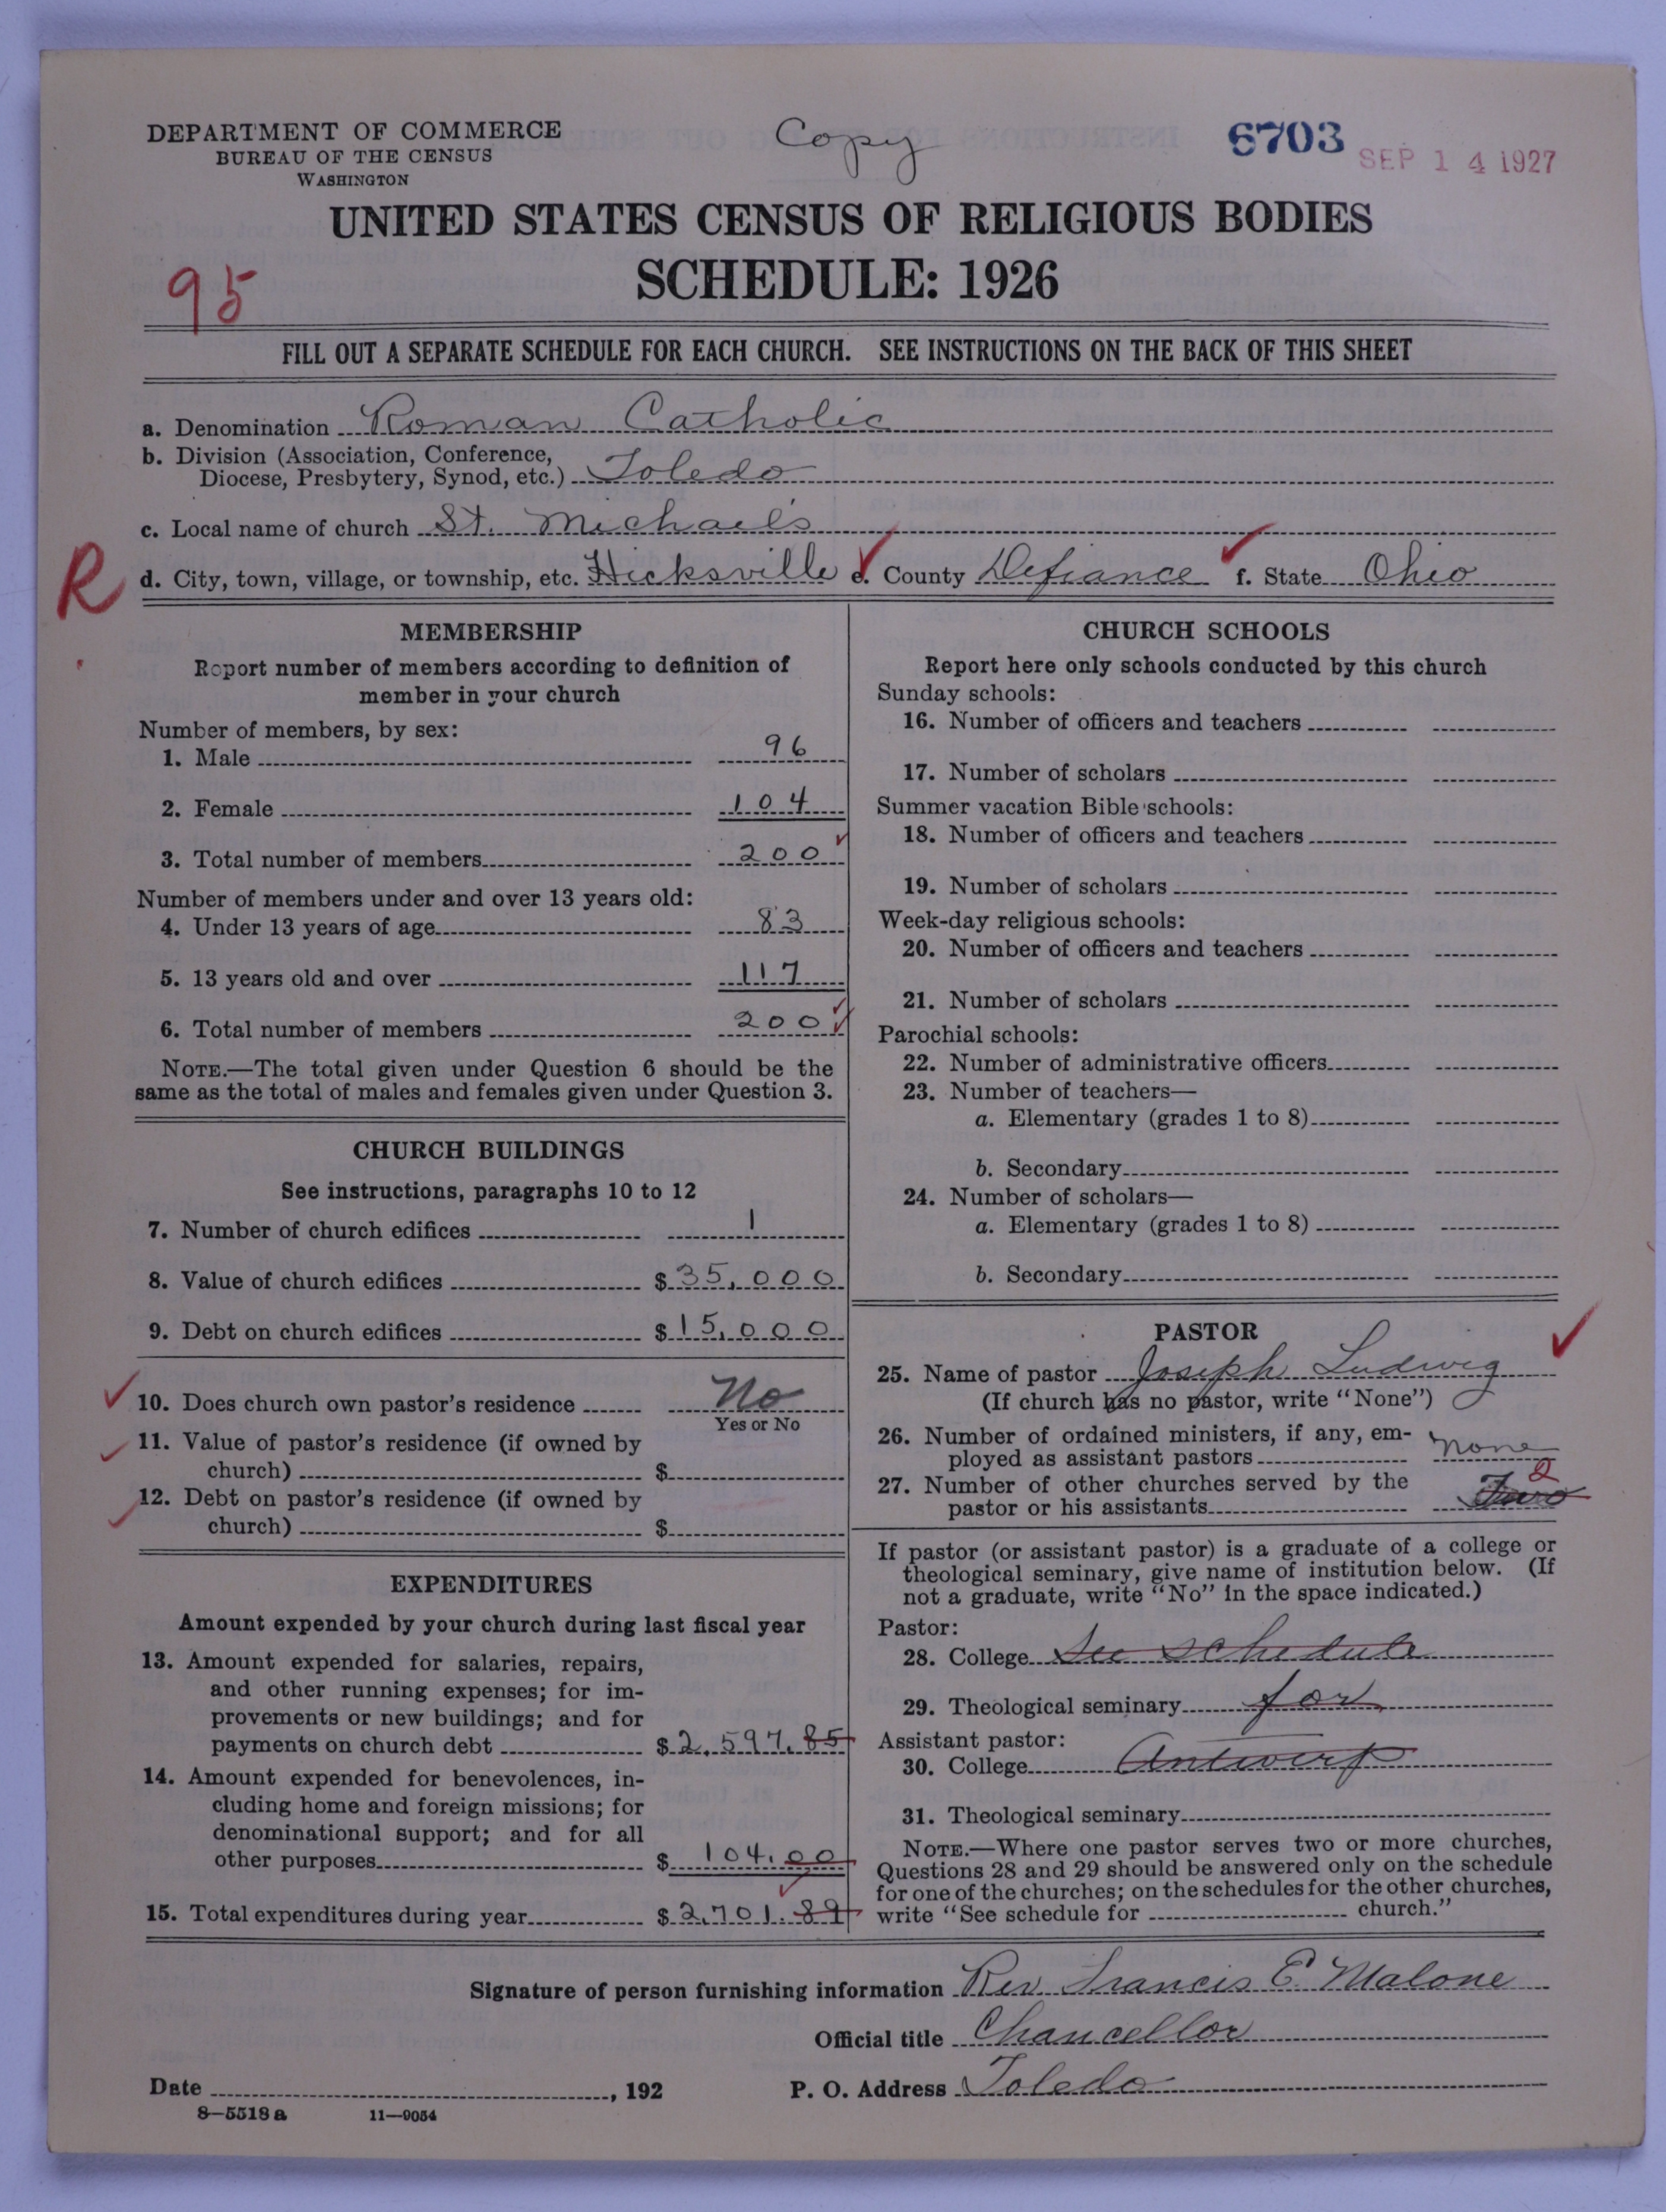 DEPARTMENT OF COMMERCE
BUREAU OF THE CENSUS
WASHINGTON
Copy
6703
SEP 14 1927
UNITED STATES CENSUS OF RELIGIOUS BODIES
SCHEDULE: 1926
95
FILL OUT A SEPARATE SCHEDULE FOR EACH CHURCH. SEE INSTRUCTIONS ON THE BACK OF THIS SHEET
a. Denomination Roman Catholic
b. Division (Association, Conference,
Diocese, Presbytery, Synod, etc.) Toledo
c. Local name of church St. Michael's
R
d. City, town, village, or township, etc. Hicksville e. County Defiance f. State Ohio
MEMBERSHIP
Report number of members according to definition of
member in your church
Number of members, by sex:
1. Male 96
2. Female 104
3. Total number of members 200
Number of members under and over 13 years old:
4. Under 13 years of age 83
5. 13 years old and over 117
6. Total number of members 200
NOTE.—The total given under Question 6 should be the
same as the total of males and females given under Question 3.
CHURCH BUILDINGS
See instructions, paragraphs 10 to 12
7. Number of church edifices 1
8. Value of church edifices $35,000
9. Debt on church edifices $15,000
10. Does church own pastor's residence No
Yes or No
11. Value of pastor's residence (if owned by
church) $
12. Debt on pastor's residence (if owned by
church) $
EXPENDITURES
Amount expended by your church during last fiscal year
13. Amount expended for salaries, repairs,
and other running expenses; for im-
provements or new buildings; and for
payments on church debt $2,597.85
14. Amount expended for benevolences, in-
cluding home and foreign missions; for
denominational support; and for all
other purposes $104.00
15. Total expenditures during year $2,701.89
CHURCH SCHOOLS
Report here only schools conducted by this church
Sunday schools:
16. Number of officers and teachers
17. Number of scholars
Summer vacation Bible schools:
18. Number of officers and teachers
19. Number of scholars
Week-day religious schools:
20. Number of officers and teachers
21. Number of scholars
Parochial schools:
22. Number of administrative officers
23. Number of teachers—
a. Elementary (grades 1 to 8)
b. Secondary
24. Number of scholars—
a. Elementary (grades 1 to 8)
b. Secondary
PASTOR
25. Name of pastor Joseph Ludwig
(If church has no pastor, write "None")
26. Number of ordained ministers, if any, em-
ployed as assistant pastors none
27. Number of other churches served by the 2
pastor or his assistants Two
If pastor (or assistant pastor) is a graduate of a college or
theological seminary, give name of institution below. (If
not a graduate, write "No" in the space indicated.)
Pastor:
28. College See schedule
29. Theological seminary for
Assistant pastor:
30. College Antwerp
31. Theological seminary
NOTE.—Where one pastor serves two or more churches,
Questions 28 and 29 should be answered only on the schedule
for one of the churches; on the schedules for the other churches,
write "See schedule for church."
Signature of person furnishing information Rev. Francis E. Malone
Official title Chancellor
Date , 192
P. O. Address Toledo
8—5518 a 11—9054